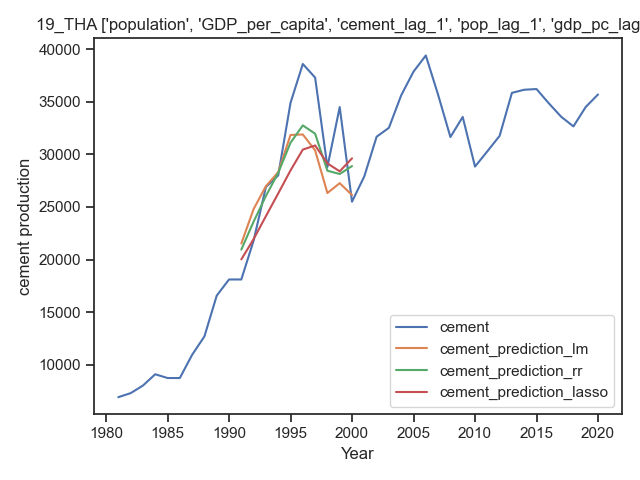 19_THA ['population', 'GDP_per_capita', 'cement_lag_1', 'pop_lag_1', 'gdp_pc_lag
40000
35000
30000
25000
20000
15000
10000
cement production
cement
cement_prediction_lm
cement_prediction_rr
cement_prediction_lasso
1980 1985 1990 1995 2000 2005 2010 2015 2020
Year